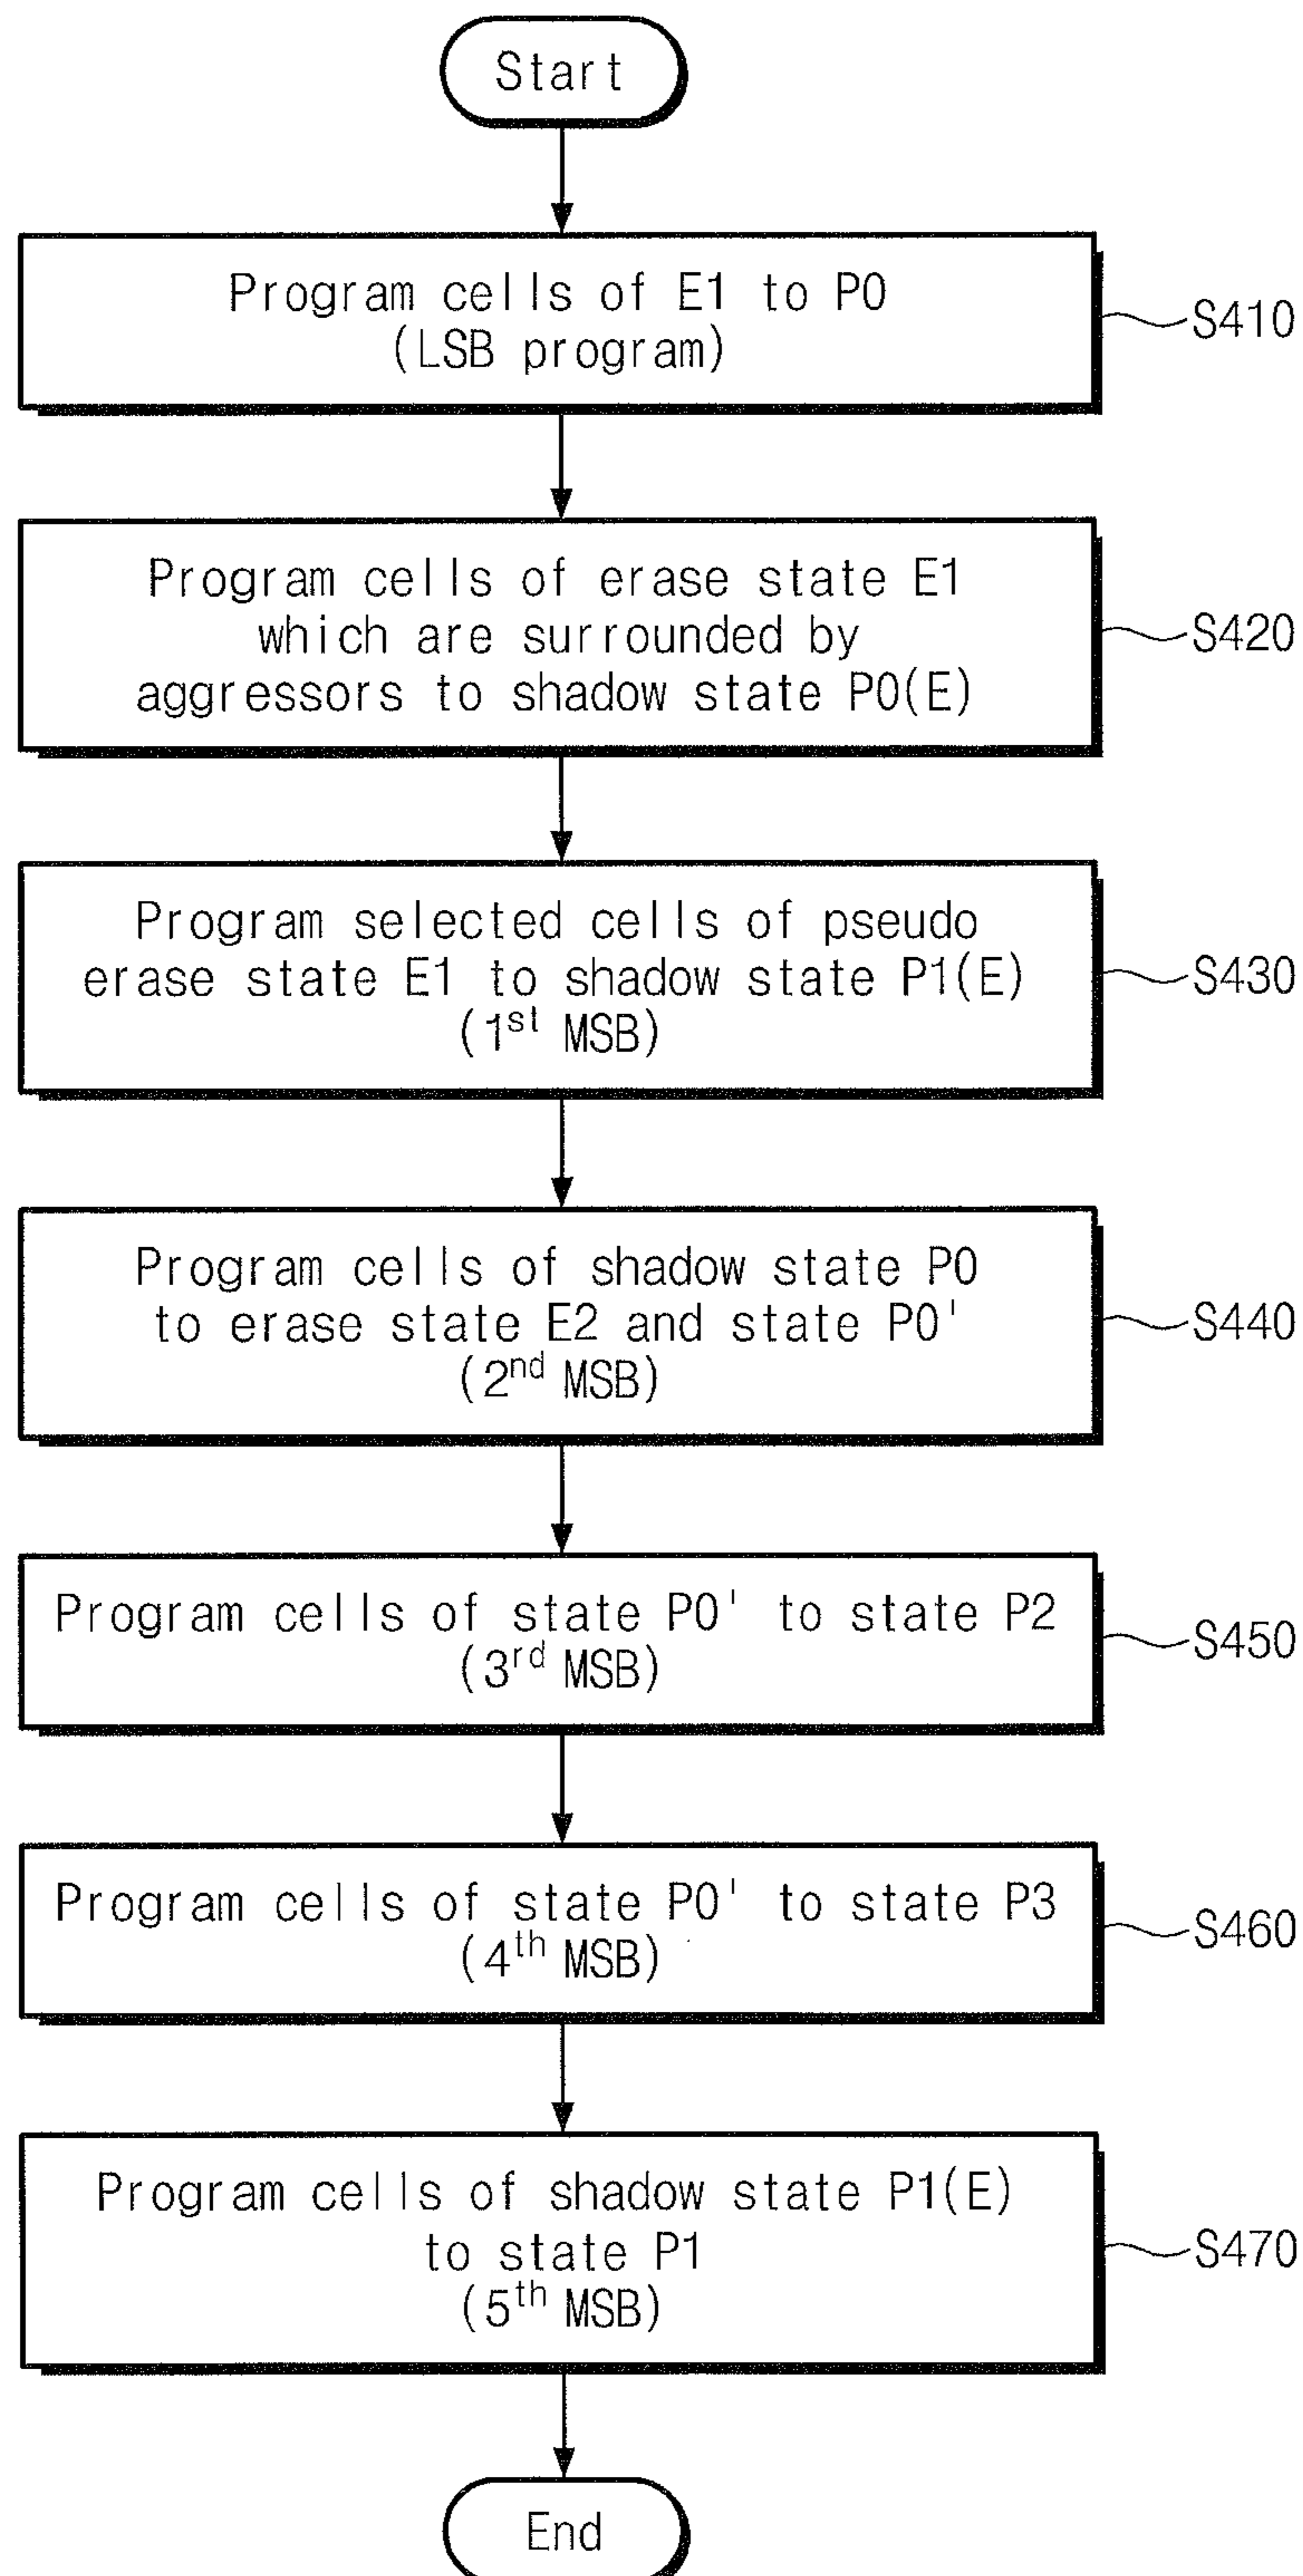 Start
Program cells of E1 to P0
(LSB program)
S410
Program cells of erase state E1
which are surrounded by
aggressors to shadow state P0(E)
S420
Program selected cells of pseudo
erase state E1 to shadow state P1(E)
(1st MSB)
S430
Program cells of shadow state P0
to erase state E2 and state P0'
(2nd MSB)
S440
Program cells of state P0' to state P2
(3rd MSB)
S450
Program cells of state P0' to state P3
(4th MSB)
S460
Program cells of shadow state P1(E)
to state P1
(5th MSB)
S470
End